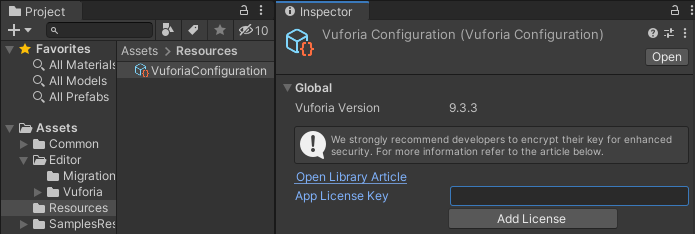 Project
10
Favorites
All Materials
All Models
All Prefabs
Assets
Common
Editor
Migration
Vuforia
Resources
SamplesRes
Assets > Resources
VuforiaConfiguration
Inspector
Vuforia Configuration (Vuforia Configuration)
Open
Global
Vuforia Version 9.3.3
We strongly recommend developers to encrypt their key for enhanced
security. For more information refer to the article below.
Open Library Article
App License Key
Add License